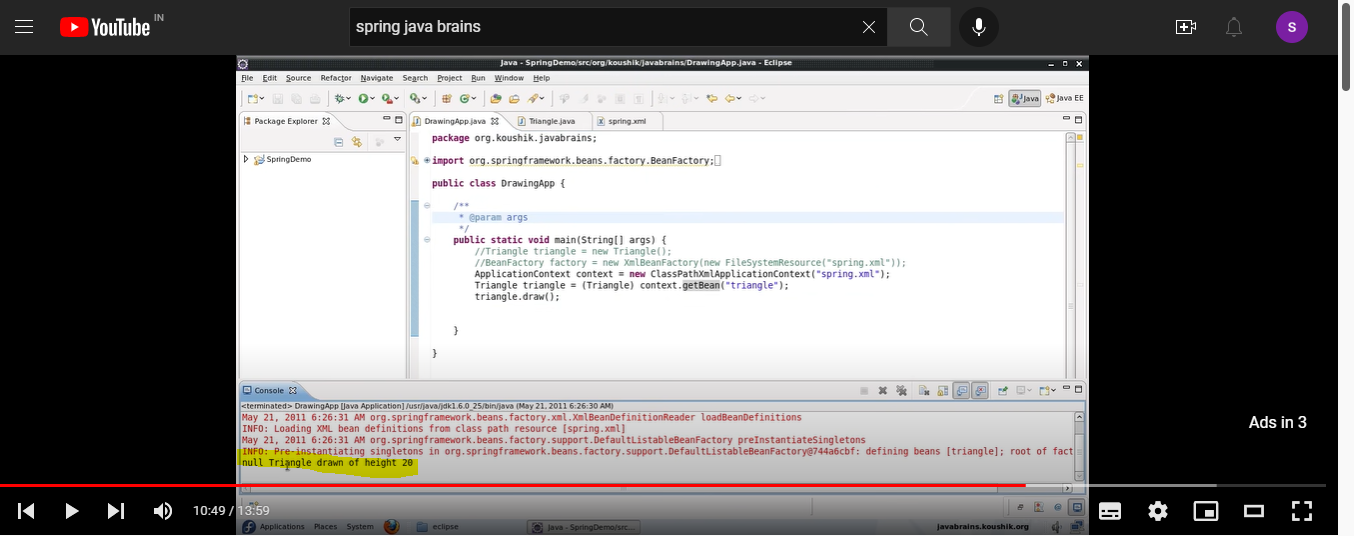 YouTube IN
spring java brains
S
Java - SpringDemo/src/org/koushik/javabrains/DrawingApp.java - Eclipse
File Edit Source Refactor Navigate Search Project Run Window Help
Java Java EE
Package Explorer
DrawingApp.java Triangle.java spring.xml
SpringDemo
package org.koushik.javabrains;
import org.springframework.beans.factory.BeanFactory;
public class DrawingApp {
/**
* @param args
*/
public static void main(String[] args) {
//Triangle triangle = new Triangle();
//BeanFactory factory = new XmlBeanFactory(new FileSystemResource("spring.xml"));
ApplicationContext context = new ClassPathXmlApplicationContext("spring.xml");
Triangle triangle = (Triangle) context.getBean("triangle");
triangle.draw();
}
}
Console
<terminated> DrawingApp [Java Application] /usr/java/jdk1.6.0_25/bin/java (May 21, 2011 6:26:30 AM)
May 21, 2011 6:26:31 AM org.springframework.beans.factory.xml.XmlBeanDefinitionReader loadBeanDefinitions
INFO: Loading XML bean definitions from class path resource [spring.xml]
May 21, 2011 6:26:31 AM org.springframework.beans.factory.support.DefaultListableBeanFactory preInstantiateSingletons
INFO: Pre-instantiating singletons in org.springframework.beans.factory.support.DefaultListableBeanFactory@744a6cbf: defining beans [triangle]; root of fact
null Triangle drawn of height 20
Ads in 3
10:49 / 13:59
Applications Places System eclipse Java - SpringDemo/src... javabrains.koushik.org